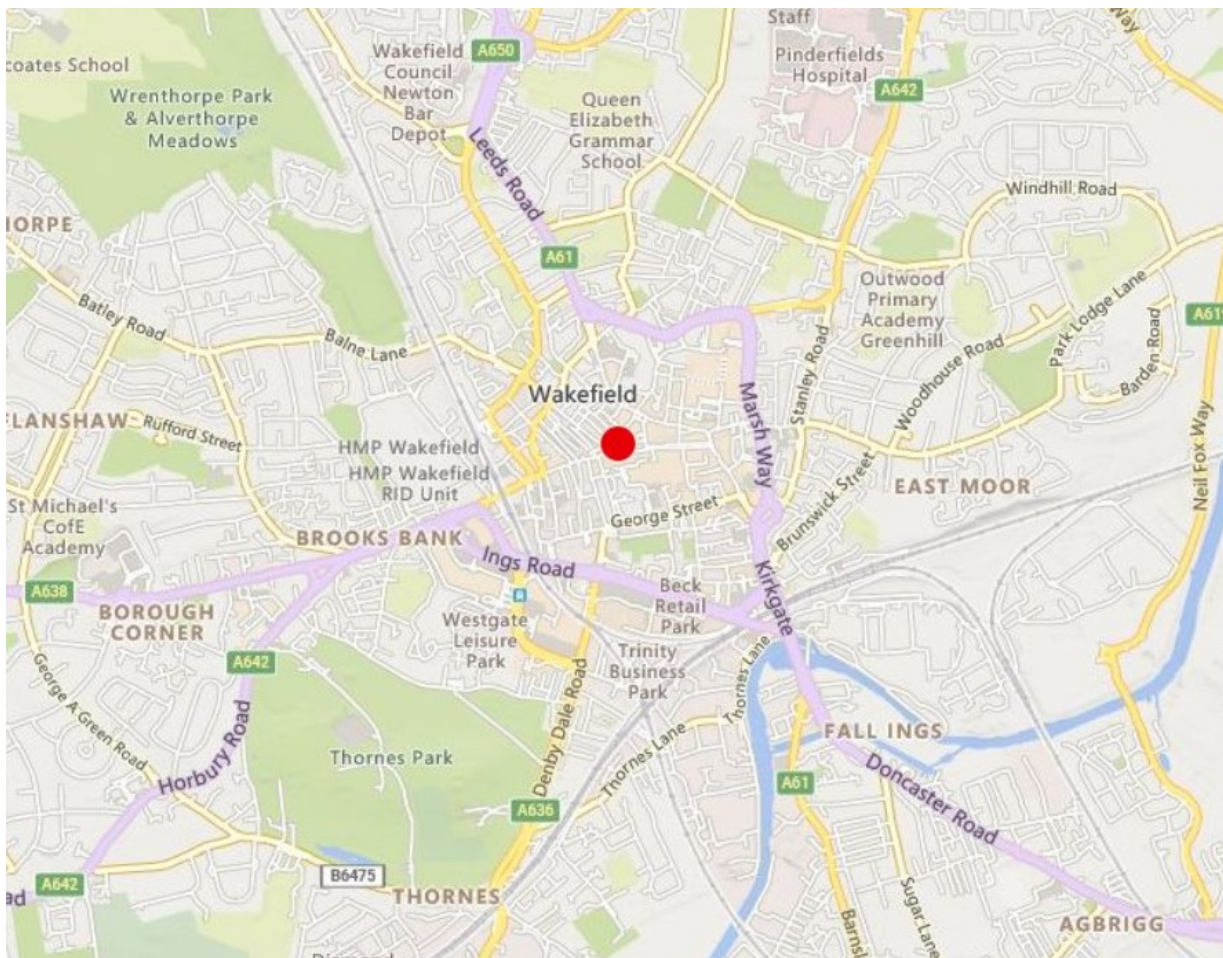 Staff
Wakefield
Council
Newton
Bar
Depot
A650
Pinderfields
Hospital
Way
coates School
Wrenthorpe Park
& Alverthorpe
Meadows
Queen
Elizabeth
Grammar
School
A642
Leeds Road
Windhill Road
A61
Outwood
Primary
Academy
Greenhill
Park Lodge Lane
Barden Road
Batley Road
Balne Lane
Stanley Road
Woodhouse Road
Wakefield
Marsh Way
Neil Fox Way
Rufford Street
HMP Wakefield
HMP Wakefield
RID Unit
EAST MOOR
St Michael's
CofE
Academy
George Street
Brunswick Street
BROOKS BANK
Ings Road
Kirkgate
A638
BOROUGH
CORNER
Beck
Retail
Park
Westgate
Leisure
Park
Trinity
Business
Park
A642
Thornes Lane
George A Green Road
Horbury Road
Thornes Park
Denby Dale Road
Thornes Lane
FALL INGS
A61
Doncaster Road
A636
B6475
A642
ad
THORNES
Sugar Lane
AGBRIGG